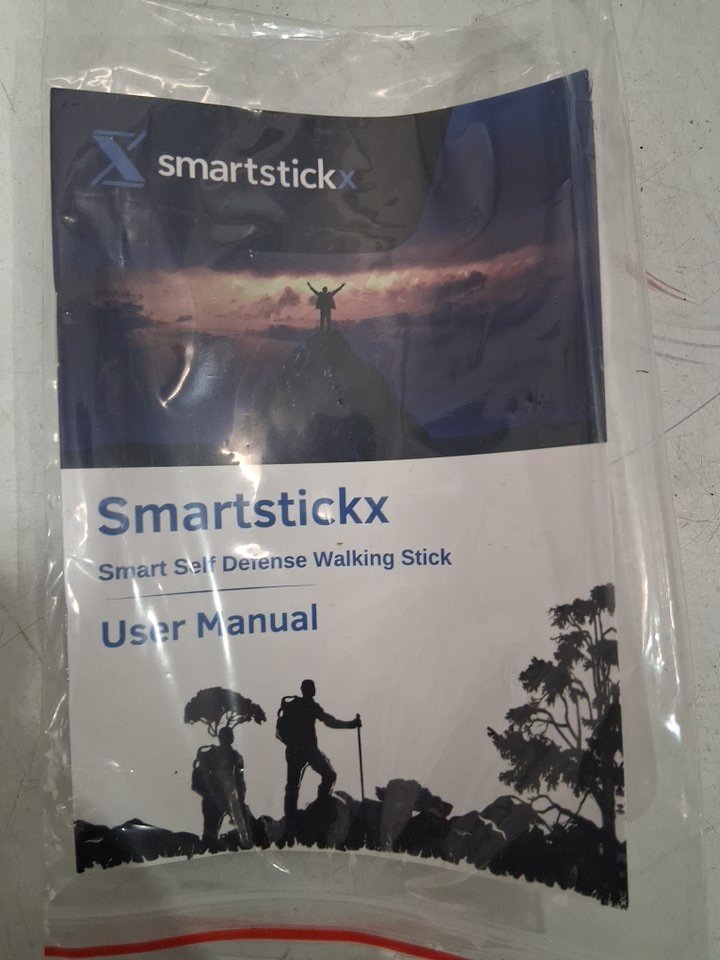 smartstickx
Smartstickx
Smart Self Defense Walking Stick
User Manual